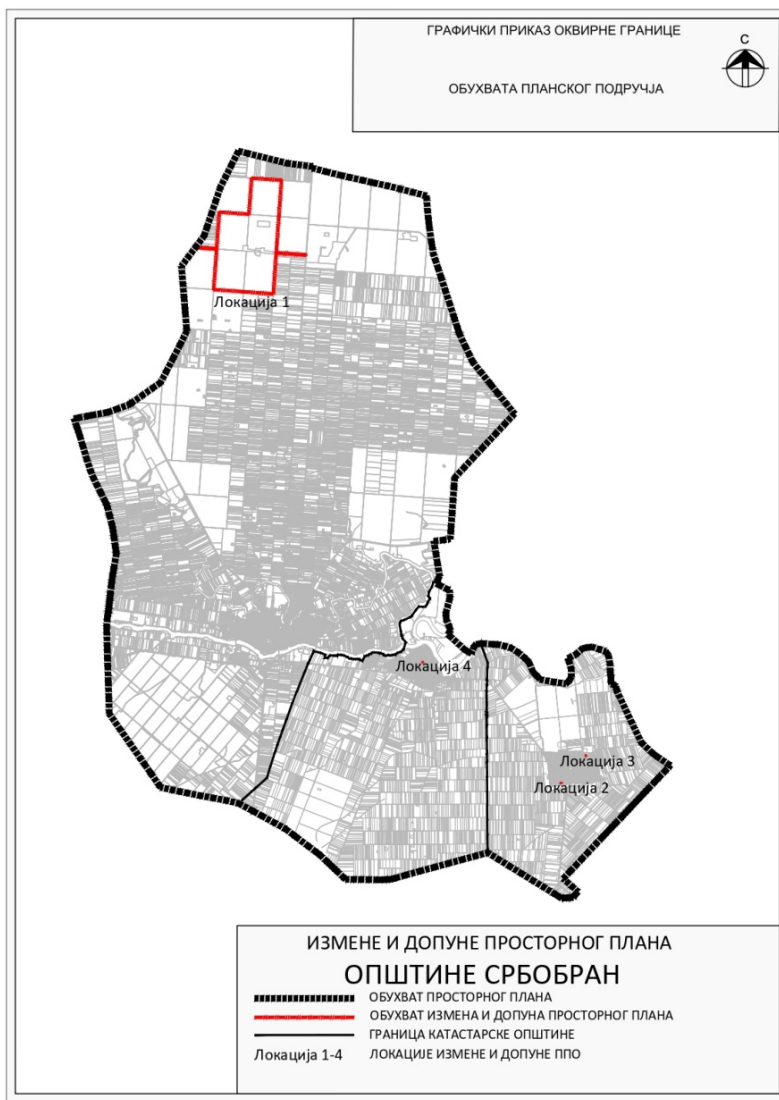 ГРАФИЧКИ ПРИКАЗ ОКВИРНЕ ГРАНИЦЕ
С
ОБУХВАТА ПЛАНСКОГ ПОДРУЧЈА
Локација 1
Локација 4
Локација 3
Локација 2
ИЗМЕНЕ И ДОПУНЕ ПРОСТОРНОГ ПЛАНА
ОПШТИНЕ СРБОБРАН
ОБУХВАТ ПРОСТОРНОГ ПЛАНА
ОБУХВАТ ИЗМЕНА И ДОПУНА ПРОСТОРНОГ ПЛАНА
ГРАНИЦА КАТАСТАРСКЕ ОПШТИНЕ
Локација 1-4 ЛОКАЦИЈЕ ИЗМЕНЕ И ДОПУНЕ ППО